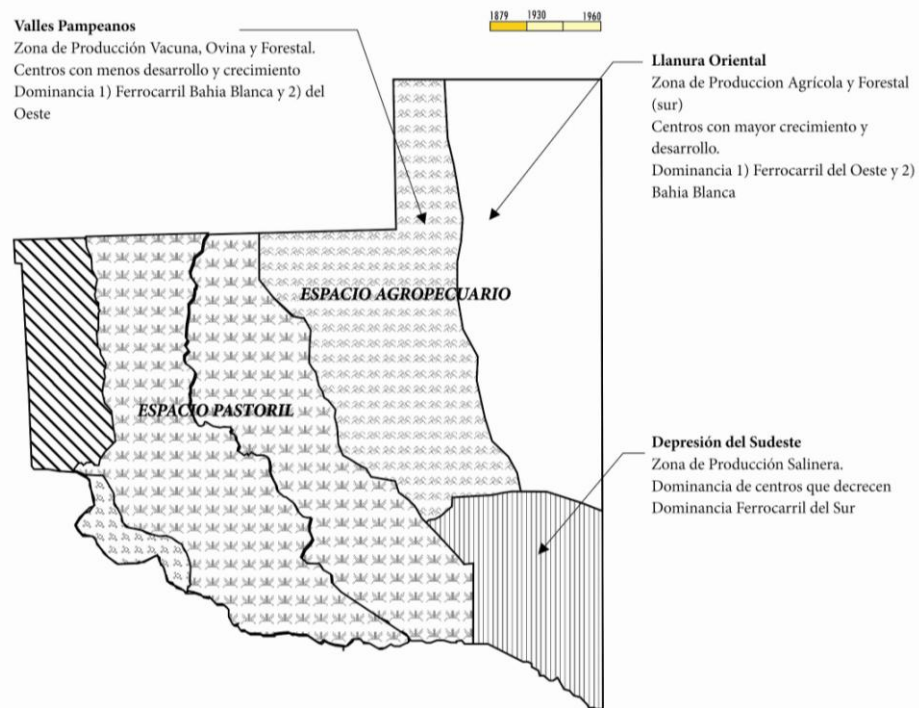 1879 1930 1960
Valles Pampeanos
Zona de Producción Vacuna, Ovina y Forestal.
Centros con menos desarrollo y crecimiento
Dominancia 1) Ferrocarril Bahia Blanca y 2) del
Oeste
Llanura Oriental
Zona de Produccion Agrícola y Forestal
(sur)
Centros con mayor crecimiento y
desarrollo.
Dominancia 1) Ferrocarril del Oeste y 2)
Bahia Blanca
ESPACIO AGROPECUARIO
ESPACIO PASTORIL
Depresión del Sudeste
Zona de Producción Salinera.
Dominancia de centros que decrecen
Dominancia Ferrocarril del Sur